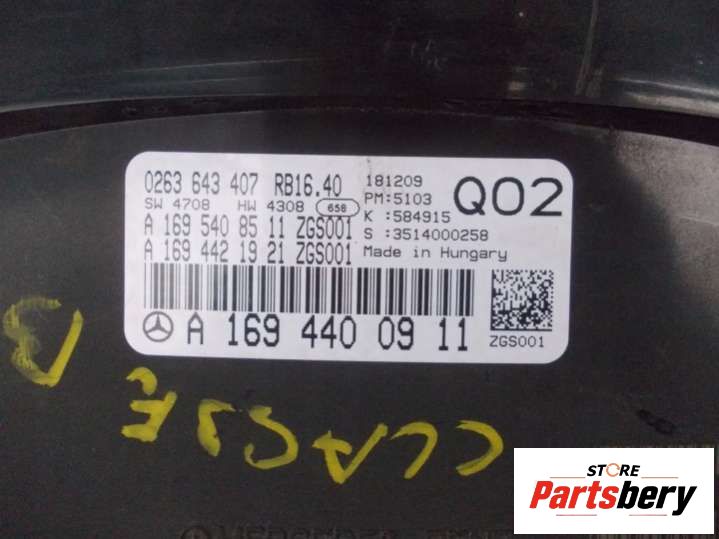 0263 643 407 RB16.40
SW 4708 HW 4308 658
A 169 540 85 11 ZGS001
A 169 442 19 21 ZGS001
181209
PM:5103
K :584915
S :3514000258
Made in Hungary
Q02
A 169 440 09 11
ZGS001
CLASSE B
STORE
Partsbery